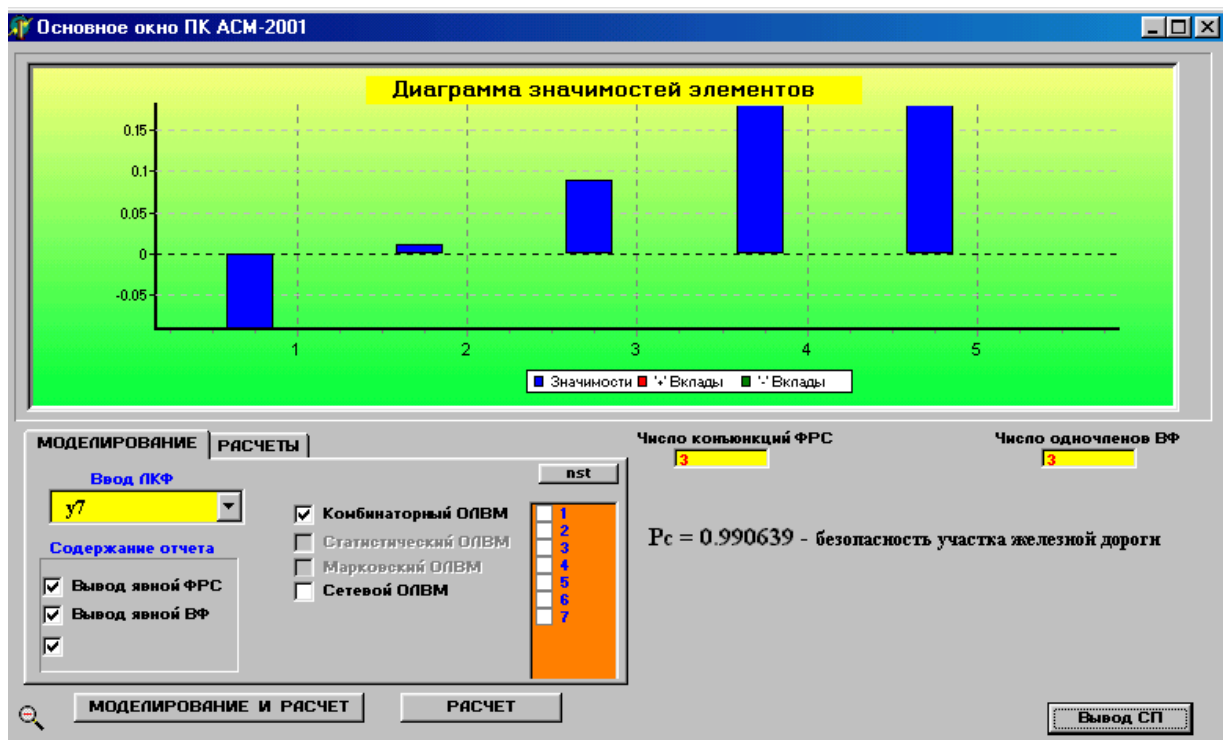 Основное окно ПК АСМ-2001
Диаграмма значимостей элементов
0.15
0.1
0.05
0
-0.05
1 2 3 4 5
Значимости '+' Вклады '-' Вклады
МОДЕЛИРОВАНИЕ РАСЧЕТЫ
Число конъюнкций ФРС Число одночленов ВФ
3 3
Ввод ЛКФ
y7
nst
Комбинаторный ОЛВМ
Статистический ОЛВМ
Марковский ОЛВМ
Сетевой ОЛВМ
1
2
3
4
5
6
7
Содержание отчета
Вывод явной ФРС
Вывод явной ВФ
Pc = 0.990639 - безопасность участка железной дороги
МОДЕЛИРОВАНИЕ И РАСЧЕТ РАСЧЕТ
Вывод СП